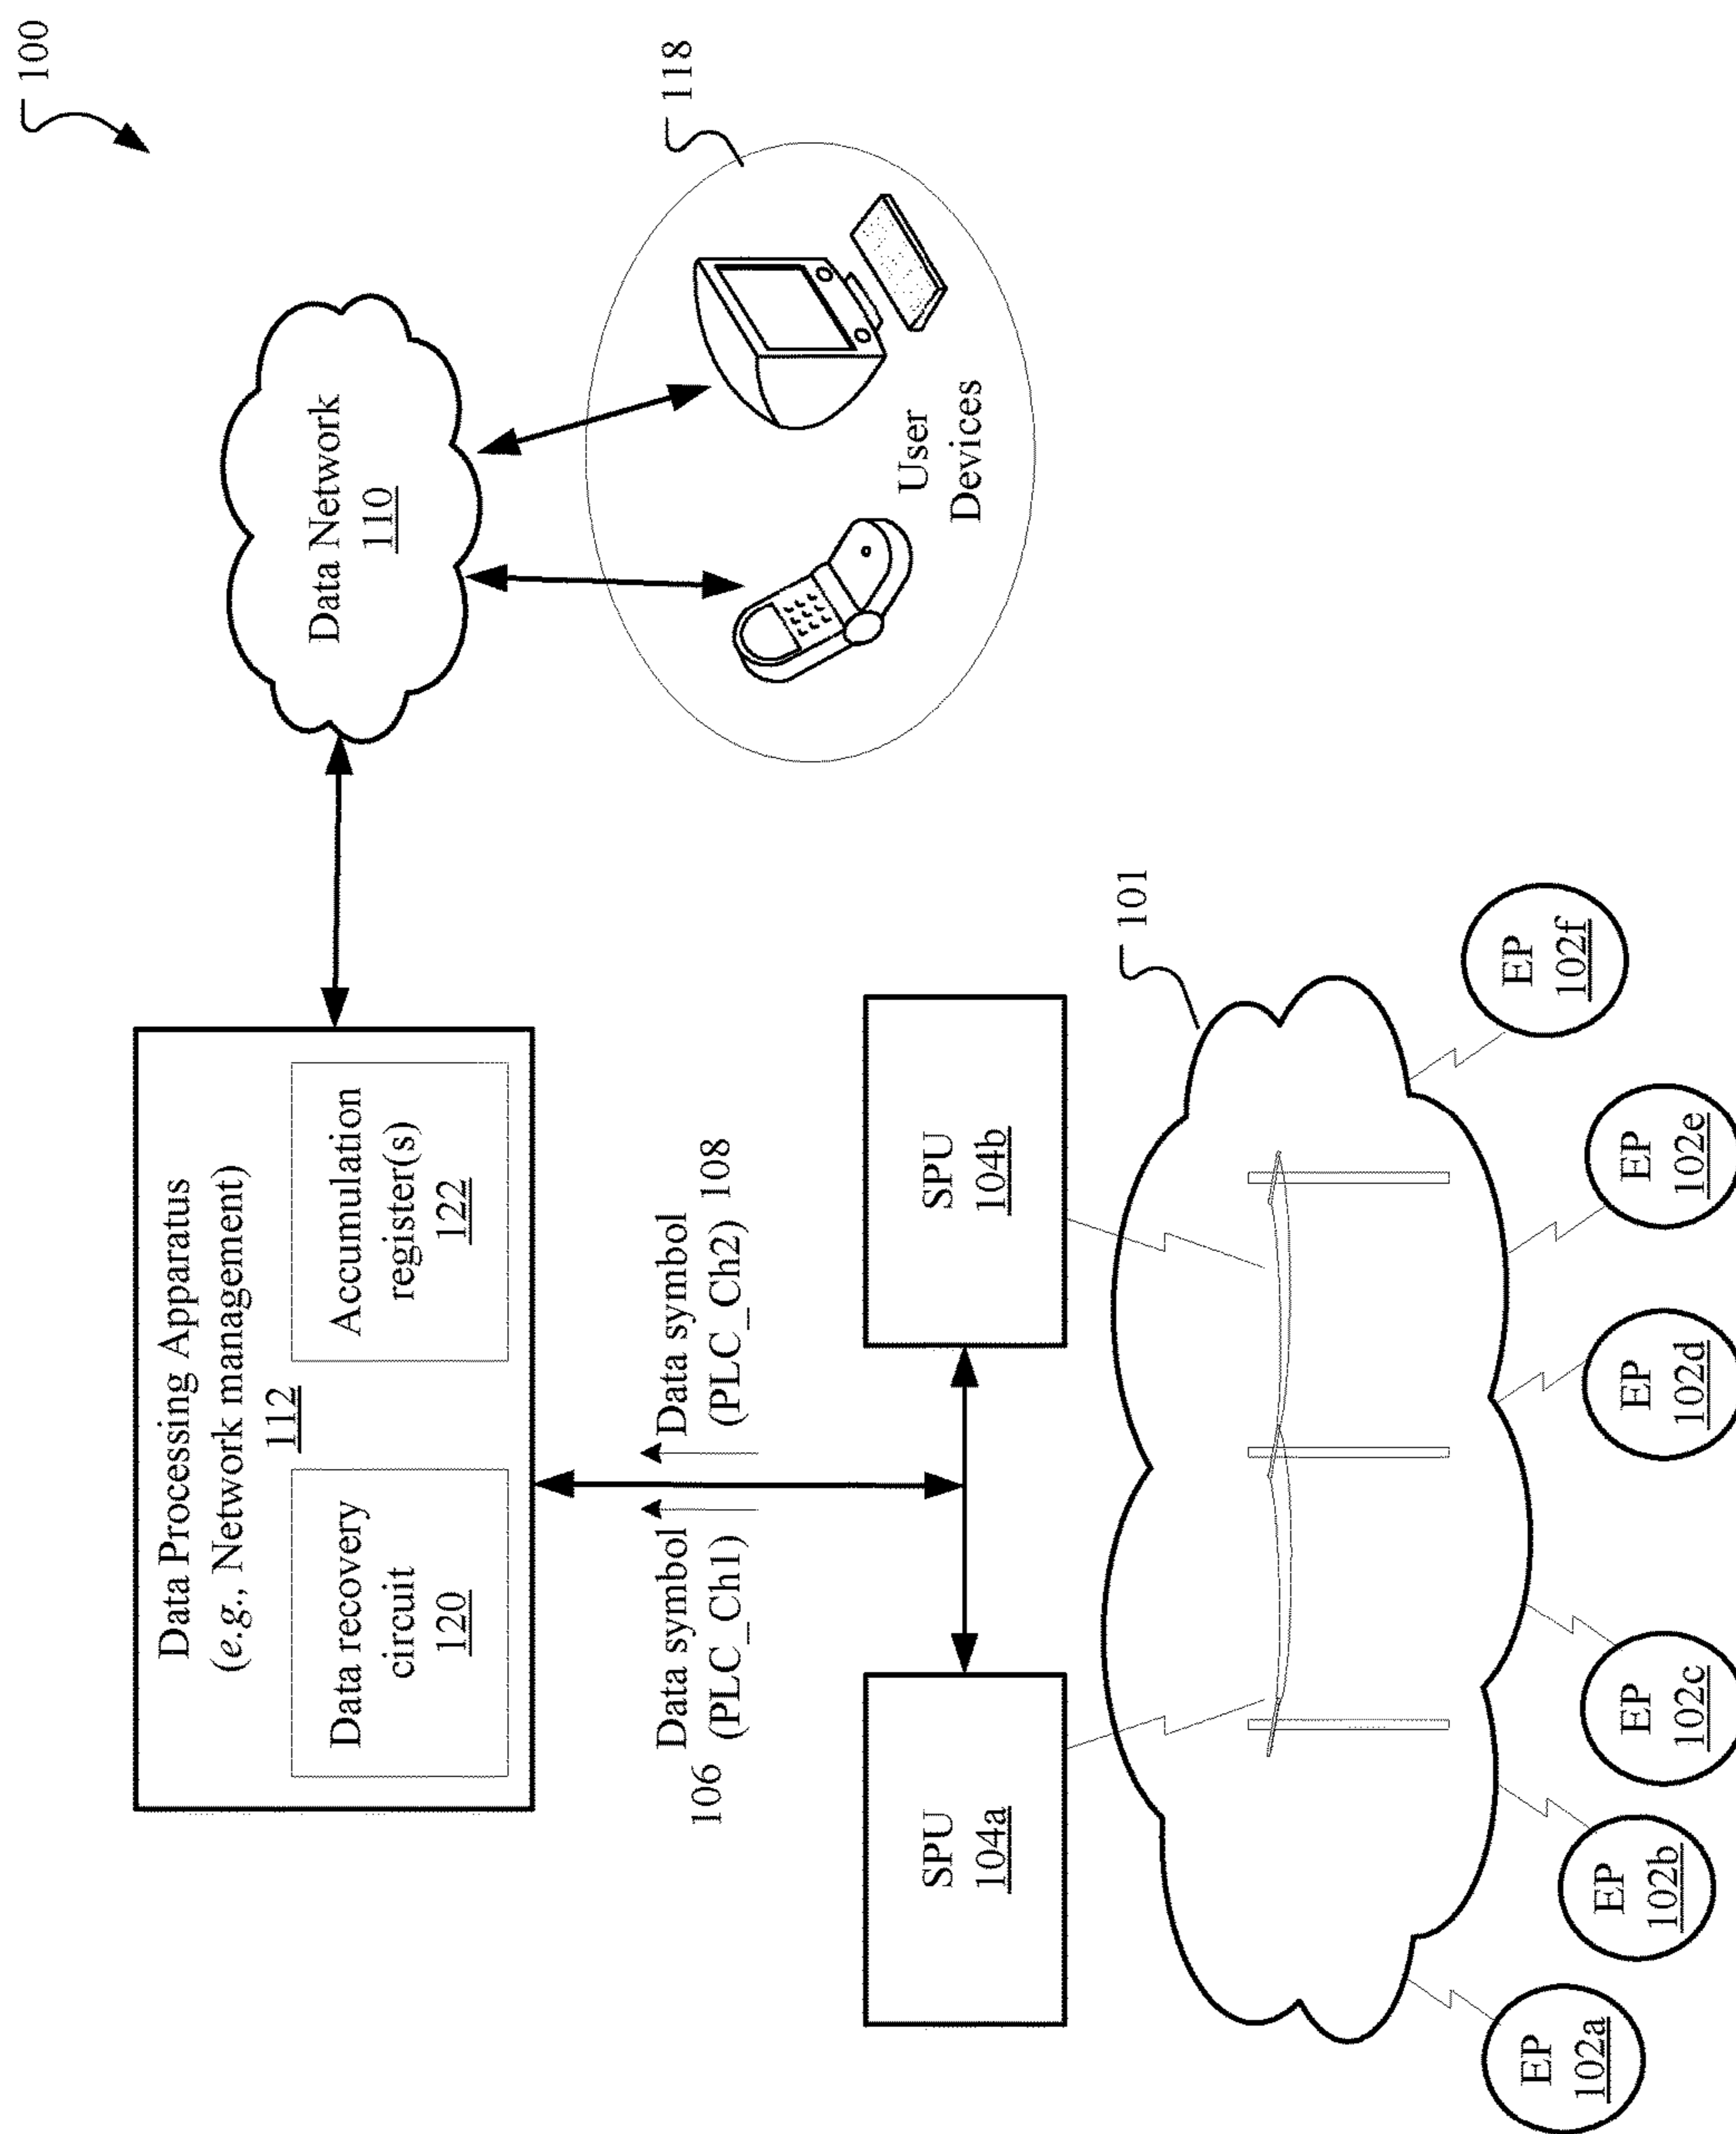 100
Data Processing Apparatus
(e.g., Network management)
112
Data recovery
circuit
120
Accumulation
register(s)
122
Data Network
110
118
User
Devices
106
Data symbol
(PLC_Ch1)
Data symbol
(PLC_Ch2)
108
SPU
104a
SPU
104b
101
EP
102a
EP
102b
EP
102c
EP
102d
EP
102e
EP
102f